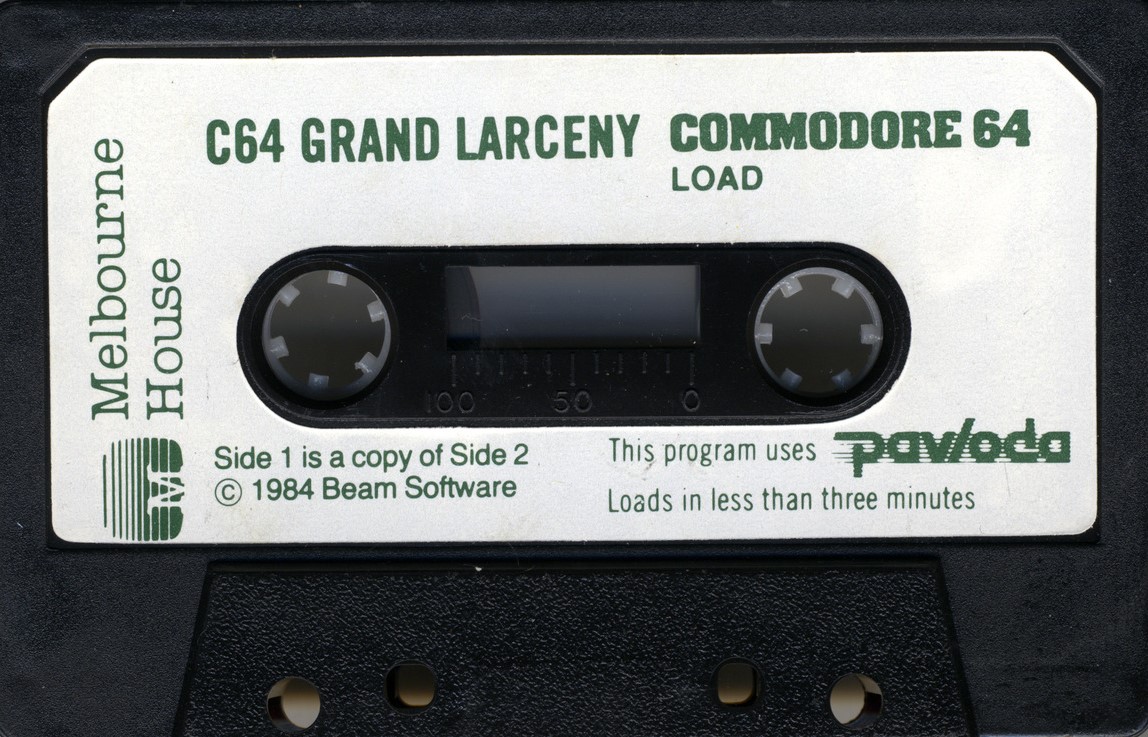 C64 GRAND LARCENY COMMODORE 64
LOAD
Melbourne
House
100 50 0
Side 1 is a copy of Side 2
© 1984 Beam Software
This program uses pavloda
Loads in less than three minutes